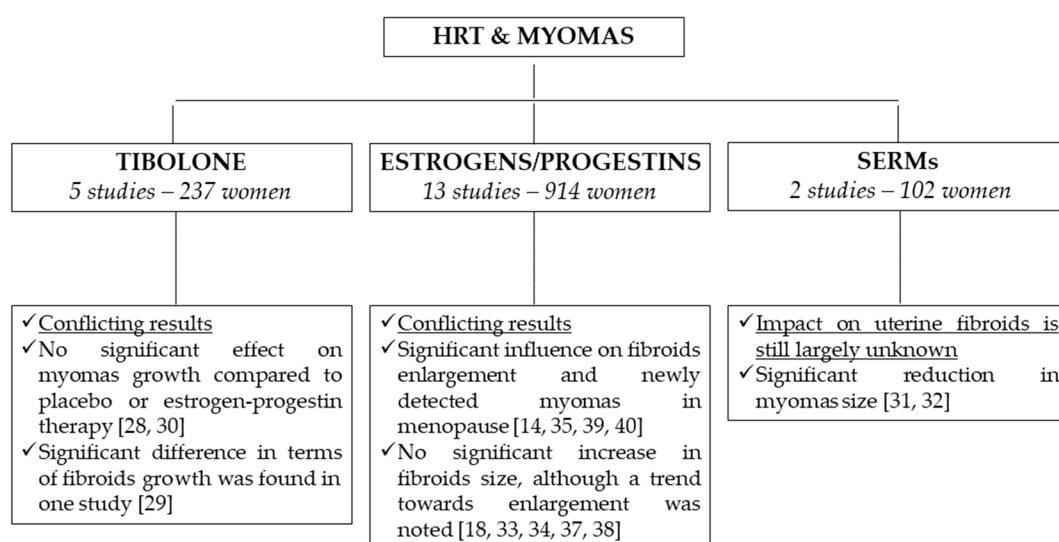 HRT & MYOMAS
TIBOLONE
5 studies – 237 women
ESTROGENS/PROGESTINS
13 studies – 914 women
SERMs
2 studies – 102 women
✓Conflicting results
✓No significant effect on
myomas growth compared to
placebo or estrogen-progestin
therapy [28, 30]
✓Significant difference in terms
of fibroids growth was found in
one study [29]
✓Conflicting results
✓Significant influence on fibroids
enlargement and newly
detected myomas in
menopause [14, 35, 39, 40]
✓No significant increase in
fibroids size, although a trend
towards enlargement was
noted [18, 33, 34, 37, 38]
✓Impact on uterine fibroids is
still largely unknown
✓Significant reduction in
myomas size [31, 32]